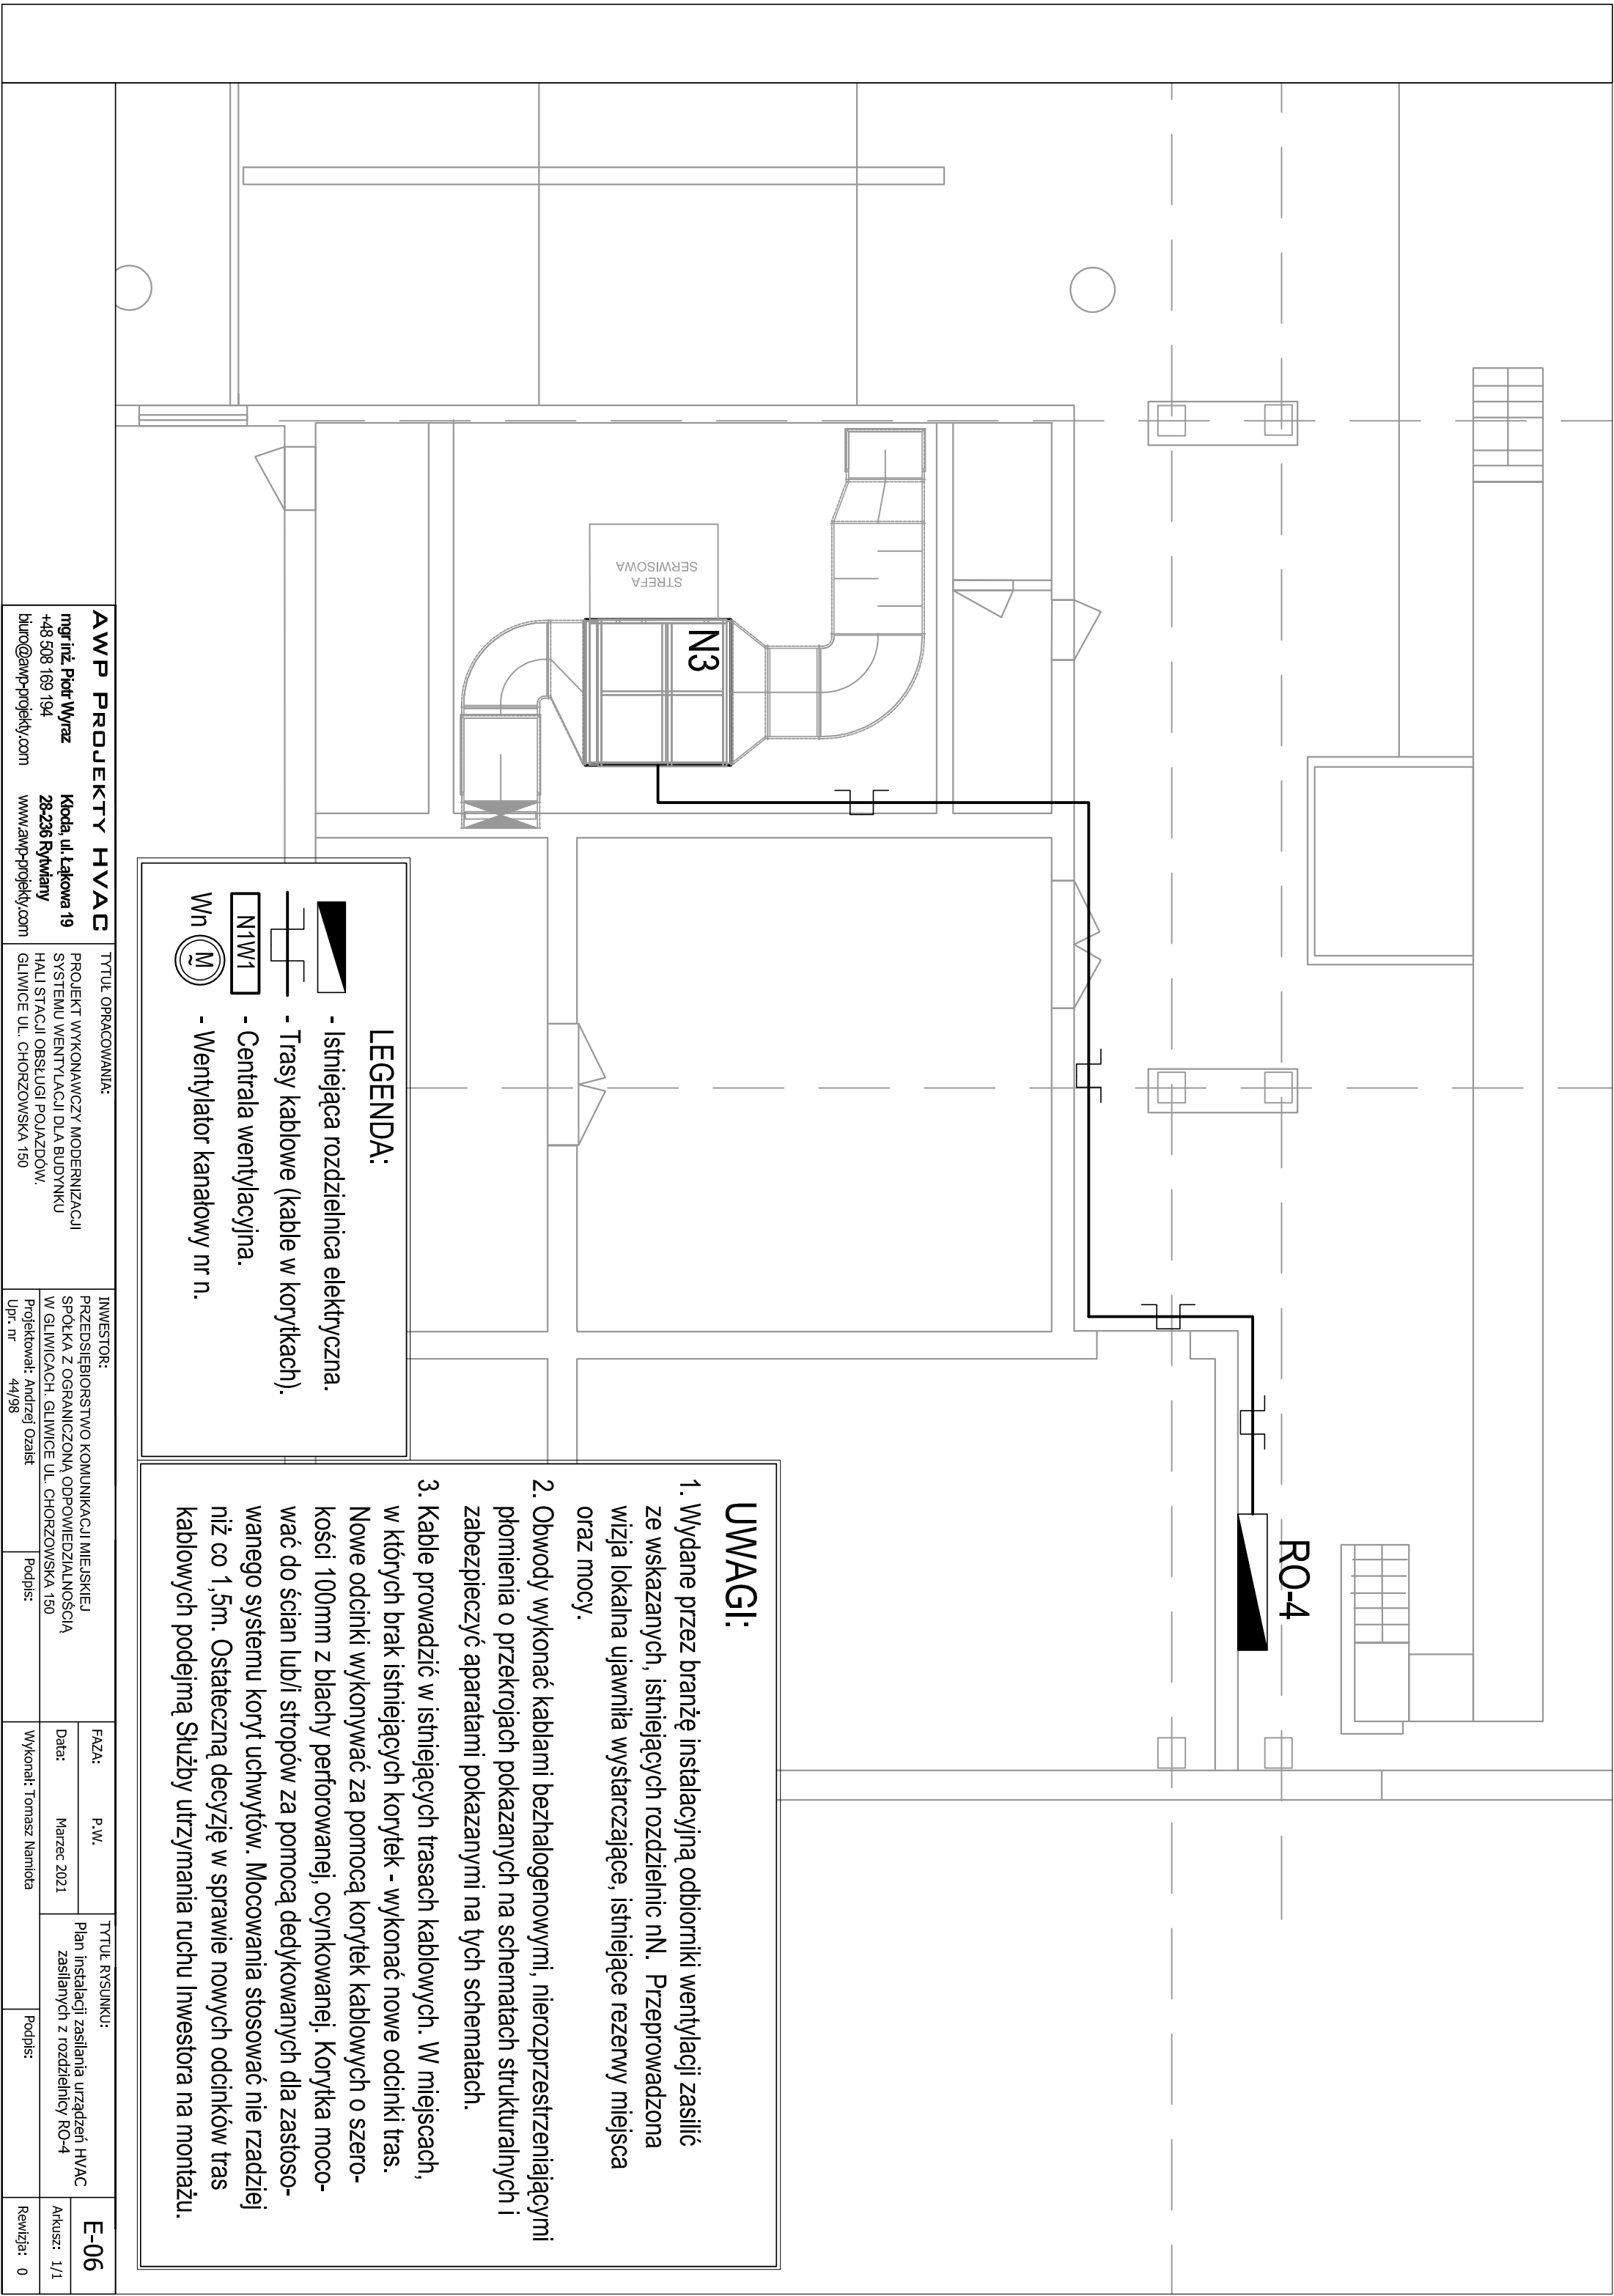 STREFA
SERWISOWA
N3
RO-4
LEGENDA:
- Istniejąca rozdzielnica elektryczna.
- Trasy kablowe (kable w korytkach).
N1W1 - Centrala wentylacyjna.
Wn M ~ - Wentylator kanałowy nr n.
UWAGI:
1. Wydane przez branżę instalacyjną odbiorniki wentylacji zasilić
ze wskazanych, istniejących rozdzielnic nN. Przeprowadzona
wizja lokalna ujawniła wystarczające, istniejące rezerwy miejsca
oraz mocy.
2. Obwody wykonać kablami bezhalogenowymi, nierozprzestrzeniającymi
płomienia o przekrojach pokazanych na schematach strukturalnych i
zabezpieczyć aparatami pokazanymi na tych schematach.
3. Kable prowadzić w istniejących trasach kablowych. W miejscach,
w których brak istniejących korytek - wykonać nowe odcinki tras.
Nowe odcinki wykonywać za pomocą korytek kablowych o szero-
kości 100mm z blachy perforowanej, ocynkowanej. Korytka moco-
wać do ścian lub/i stropów za pomocą dedykowanych dla zastoso-
wanego systemu koryt uchwytów. Mocowania stosować nie rzadziej
niż co 1,5m. Ostateczną decyzję w sprawie nowych odcinków tras
kablowych podejmą Służby utrzymania ruchu Inwestora na montażu.
AWP PROJEKTY HVAC
mgr inż. Piotr Wyraz Kłoda, ul. Łąkowa 19
+48 508 169 194 28-236 Rytwiany
biuro@awp-projekty.com www.awp-projekty.com
TYTUŁ OPRACOWANIA:
PROJEKT WYKONAWCZY MODERNIZACJI
SYSTEMU WENTYLACJI DLA BUDYNKU
HALI STACJI OBSŁUGI POJAZDÓW.
GLIWICE UL. CHORZOWSKA 150
INWESTOR:
PRZEDSIĘBIORSTWO KOMUNIKACJI MIEJSKIEJ
SPÓŁKA Z OGRANICZONĄ ODPOWIEDZIALNOŚCIĄ
W GLIWICACH. GLIWICE UL. CHORZOWSKA 150
Projektował: Andrzej Ozaist
Upr. nr 44/98
Podpis:
FAZA: P.W.
Data: Marzec 2021
Wykonał: Tomasz Namiota
Podpis:
TYTUŁ RYSUNKU:
Plan instalacji zasilania urządzeń HVAC
zasilanych z rozdzielnicy RO-4
E-06
Arkusz: 1/1
Rewizja: 0